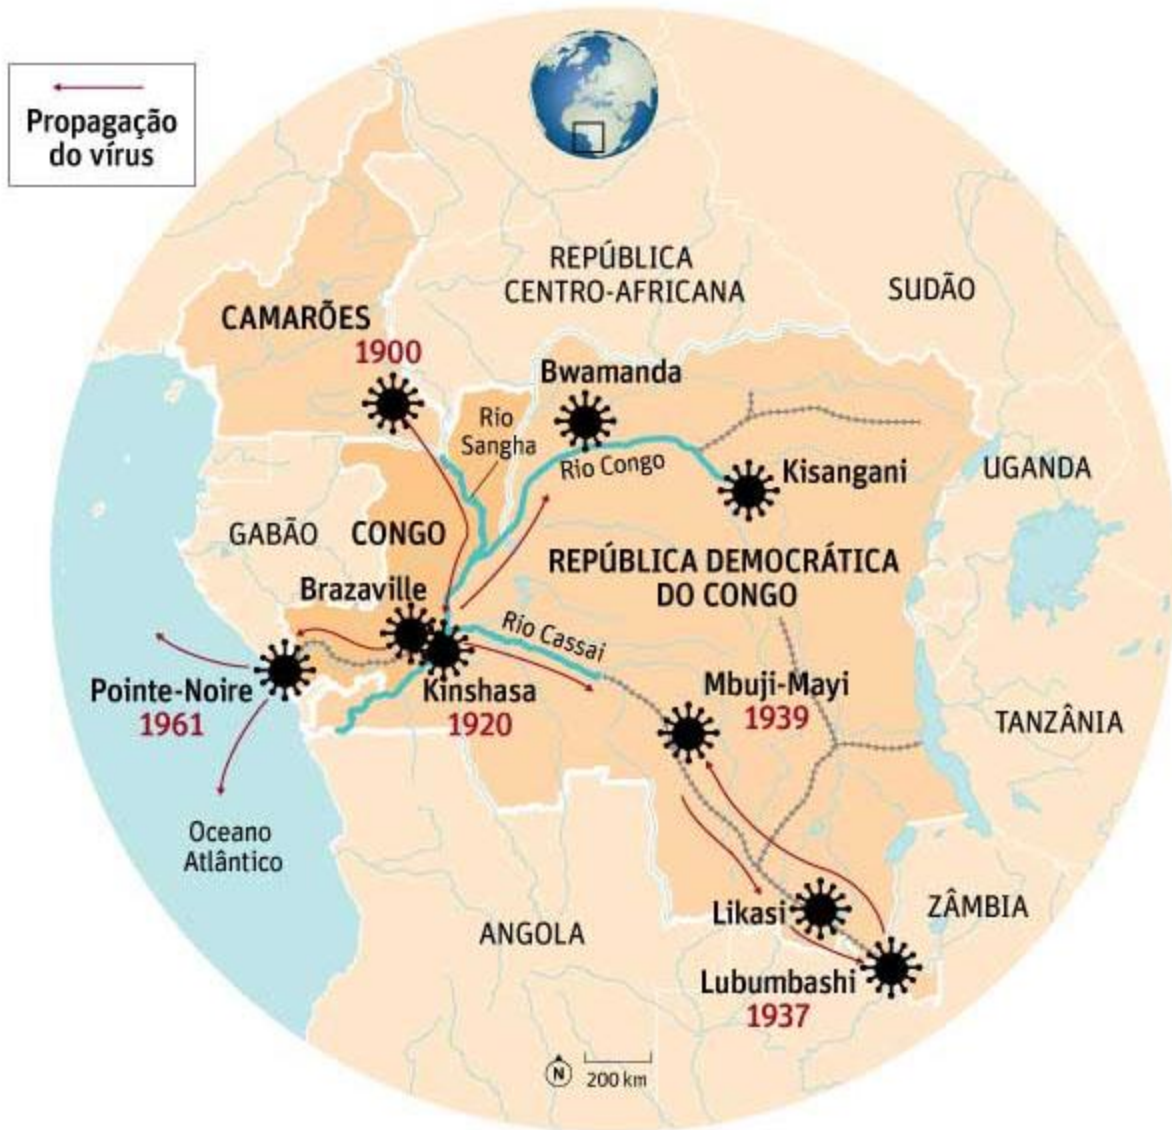 Propagação
do vírus
REPÚBLICA
CENTRO-AFRICANA
SUDÃO
CAMARÕES
1900
Bwamanda
Rio
Sangha
Rio Congo
Kisangani
UGANDA
GABÃO
CONGO
REPÚBLICA DEMOCRÁTICA
DO CONGO
Brazaville
Rio Cassai
Pointe-Noire
1961
Kinshasa
1920
Mbuji-Mayi
1939
TANZÂNIA
Oceano
Atlântico
ANGOLA
Likasi
ZÂMBIA
Lubumbashi
1937
N
200 km